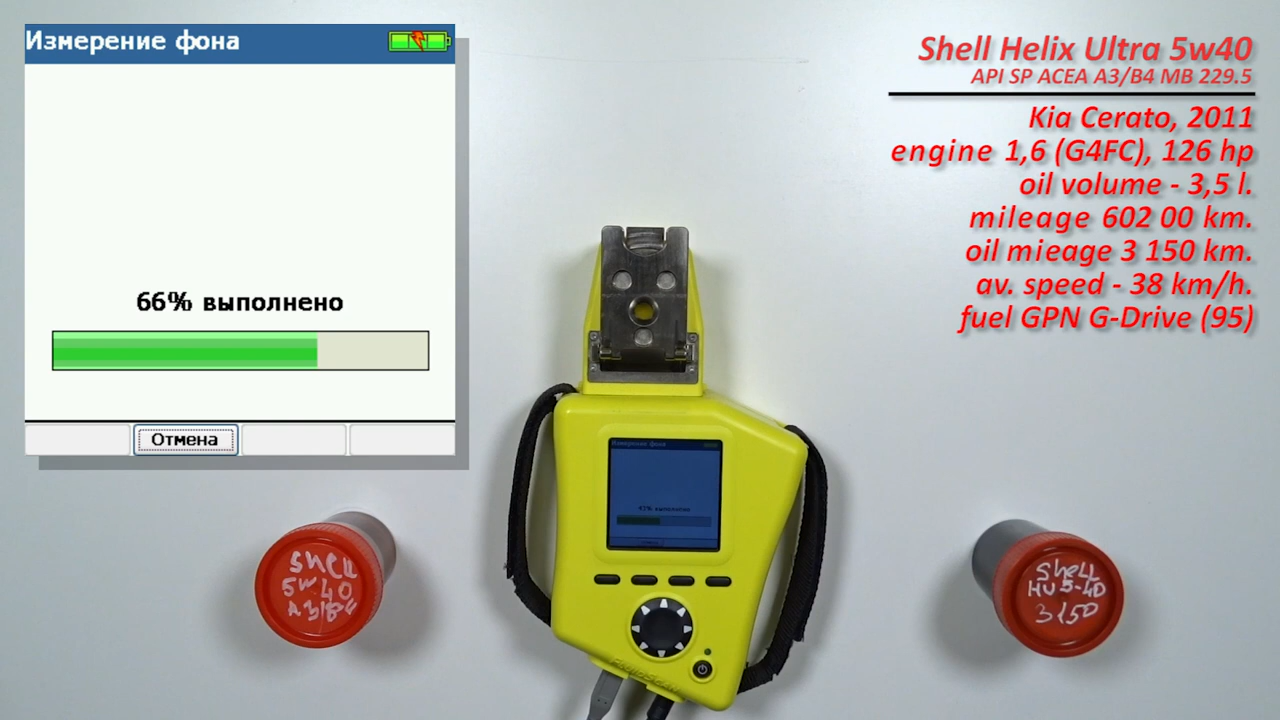 Измерение фона
66% выполнено
Отмена
Shell Helix Ultra 5w40
API SP ACEA A3/B4 MB 229.5
Kia Cerato, 2011
engine 1,6 (G4FC), 126 hp
oil volume - 3,5 l.
mileage 602 00 km.
oil mieage 3 150 km.
av. speed - 38 km/h.
fuel GPN G-Drive (95)
Измерение фона
выполнено
Shell
5w40
A3/B4
Shell
HU 5-40
3150
FluidScan